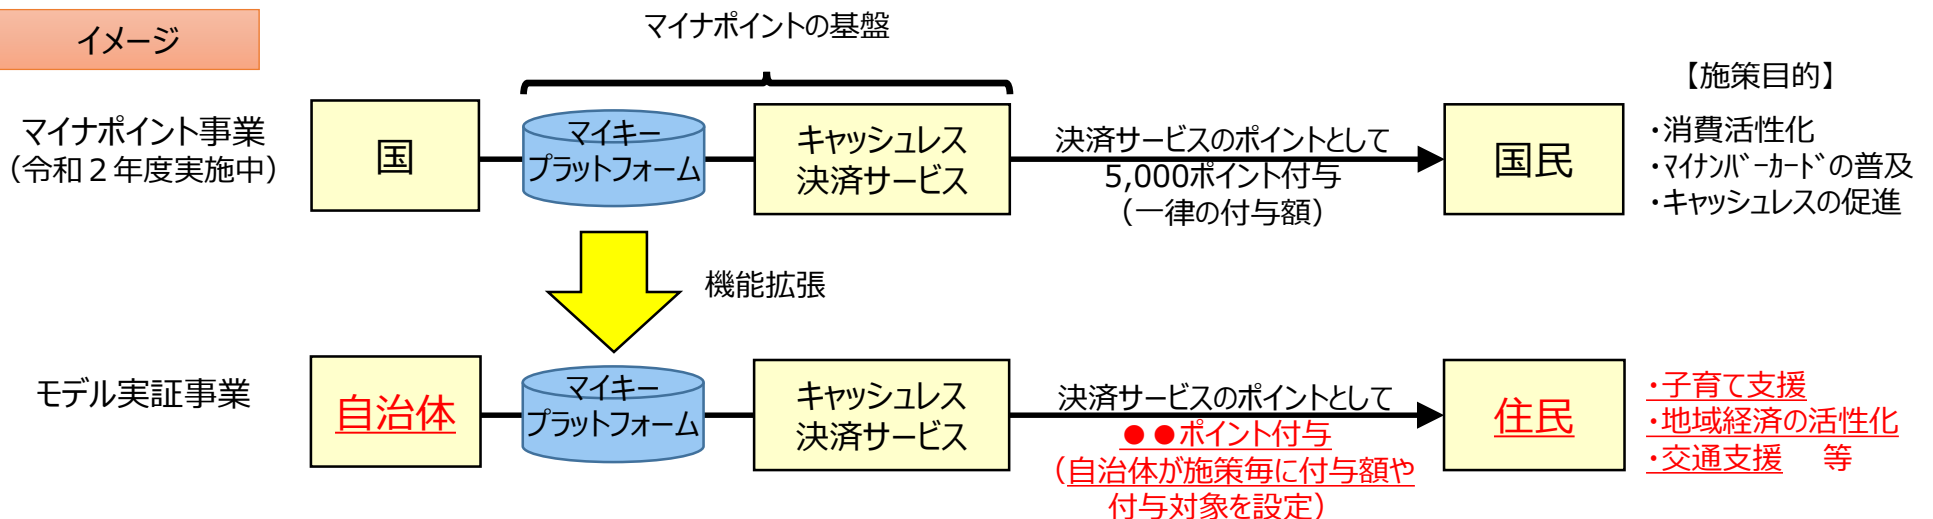 イメージ
マイナポイントの基盤
マイナポイント事業
（令和２年度実施中）
国
マイキー
プラットフォーム
キャッシュレス
決済サービス
決済サービスのポイントとして
5,000ポイント付与
（一律の付与額）
国民
【施策目的】
・消費活性化
・ﾏｲﾅﾝﾊﾞｰｶｰﾄﾞの普及
・キャッシュレスの促進
機能拡張
モデル実証事業
自治体
マイキー
プラットフォーム
キャッシュレス
決済サービス
決済サービスのポイントとして
●●ポイント付与
（自治体が施策毎に付与額や
付与対象を設定）
住民
・子育て支援
・地域経済の活性化
・交通支援　等